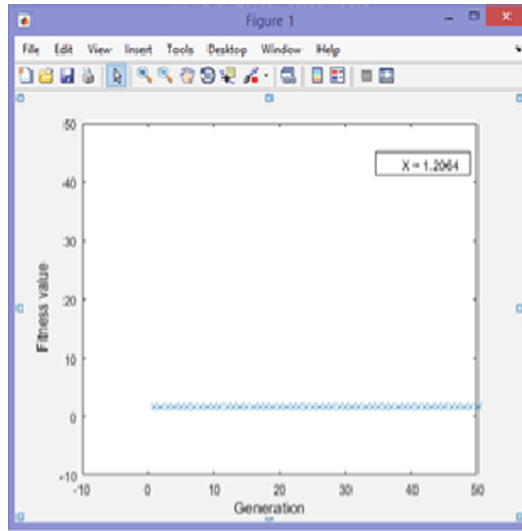 Figure 1
File Edit View Insert Tools Desktop Window Help
X = 1.2064
50
40
30
20
10
0
-10
Fitness value
-10 0 10 20 30 40 50
Generation